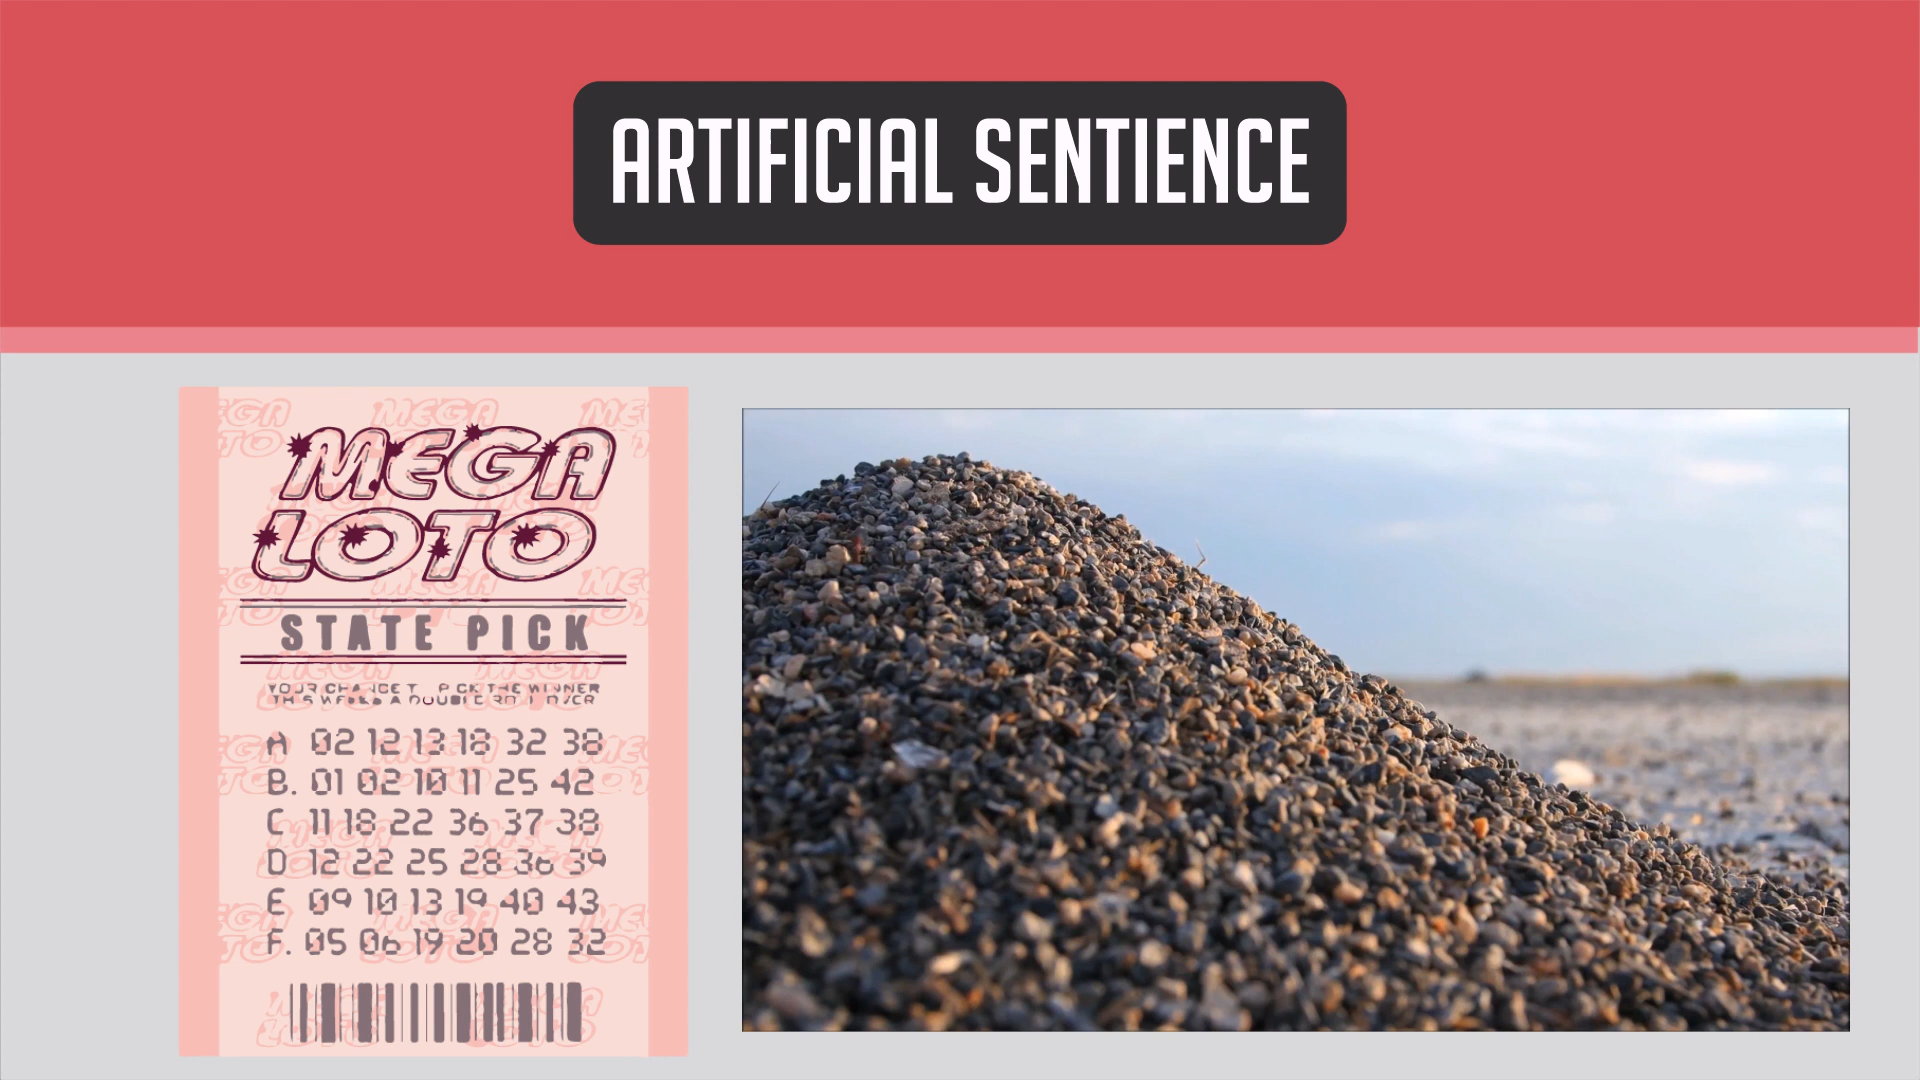 ARTIFICIAL SENTIENCE
MEGA
LOTO
STATE PICK
A 02 12 13 18 32 38
B. 01 02 10 11 25 42
C 11 18 22 36 37 38
D 12 22 25 28 36 39
E 09 10 13 19 40 43
F. 05 06 19 20 28 32